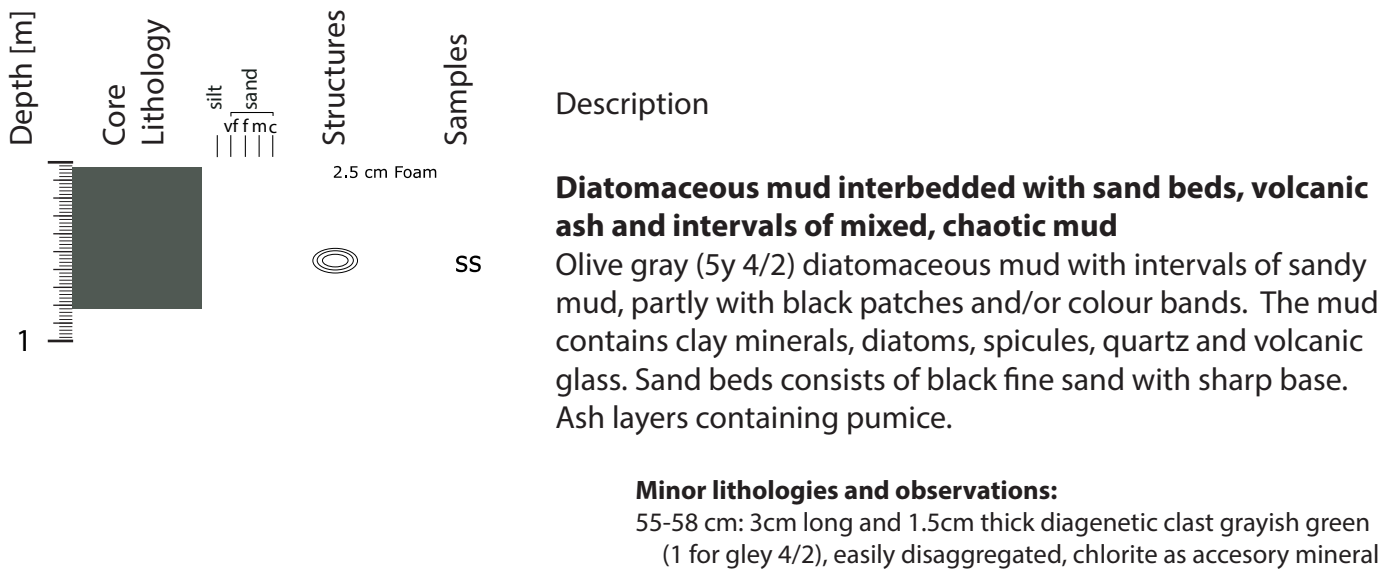 Depth [m]
Core
Lithology
silt
sand
vf f m c
Structures
Samples
Description
2.5 cm Foam
ss
1
Diatomaceous mud interbedded with sand beds, volcanic
ash and intervals of mixed, chaotic mud
Olive gray (5y 4/2) diatomaceous mud with intervals of sandy
mud, partly with black patches and/or colour bands.  The mud
contains clay minerals, diatoms, spicules, quartz and volcanic
glass. Sand beds consists of black fine sand with sharp base.
Ash layers containing pumice.
Minor lithologies and observations:
55-58 cm: 3cm long and 1.5cm thick diagenetic clast grayish green
(1 for gley 4/2), easily disaggregated, chlorite as accesory mineral